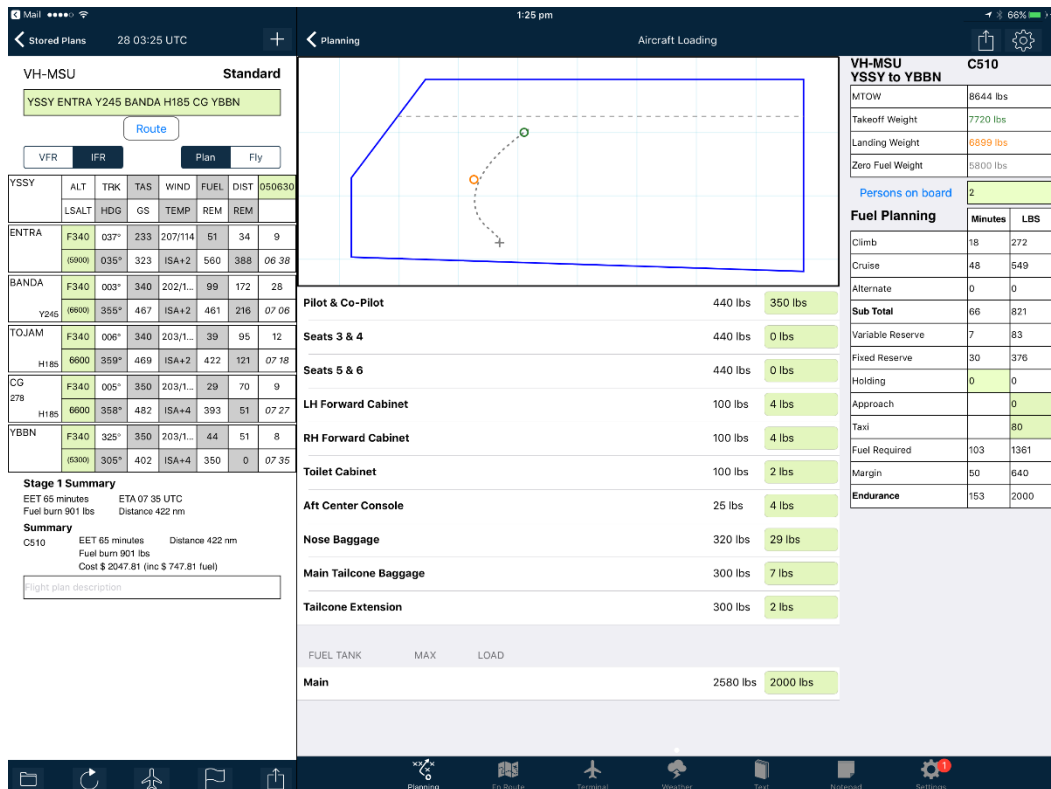 Mail 1:25 pm 66%
Stored Plans 28 03:25 UTC + Planning Aircraft Loading
VH-MSU Standard
YSSY ENTRA Y245 BANDA H185 CG YBBN
Route
VFR IFR Plan Fly
YSSY ALT TRK TAS WIND FUEL DIST 050630
LSALT HDG GS TEMP REM REM
ENTRA F340 037° 233 207/114 51 34 9
(5900) 035° 323 ISA+2 560 388 06 38
BANDA F340 003° 340 202/1... 99 172 28
Y245 (6600) 355° 467 ISA+2 461 216 07 06
TOJAM F340 006° 340 203/1... 39 95 12
H185 6600 359° 469 ISA+2 422 121 07 18
CG F340 005° 350 203/1... 29 70 9
278
H185 6600 358° 482 ISA+4 393 51 07 27
YBBN F340 325° 350 203/1... 44 51 8
(5300) 305° 402 ISA+4 350 0 07 35
Stage 1 Summary
EET 65 minutes ETA 07 35 UTC
Fuel burn 901 lbs Distance 422 nm
Summary
C510 EET 65 minutes Distance 422 nm
Fuel burn 901 lbs
Cost $ 2047.81 (inc $ 747.81 fuel)
Flight plan description
Pilot & Co-Pilot 440 lbs 350 lbs
Seats 3 & 4 440 lbs 0 lbs
Seats 5 & 6 440 lbs 0 lbs
LH Forward Cabinet 100 lbs 4 lbs
RH Forward Cabinet 100 lbs 4 lbs
Toilet Cabinet 100 lbs 2 lbs
Aft Center Console 25 lbs 4 lbs
Nose Baggage 320 lbs 29 lbs
Main Tailcone Baggage 300 lbs 7 lbs
Tailcone Extension 300 lbs 2 lbs
FUEL TANK MAX LOAD
Main 2580 lbs 2000 lbs
VH-MSU C510
YSSY to YBBN
MTOW 8644 lbs
Takeoff Weight 7720 lbs
Landing Weight 6899 lbs
Zero Fuel Weight 5800 lbs
Persons on board 2
Fuel Planning Minutes LBS
Climb 18 272
Cruise 48 549
Alternate 0 0
Sub Total 66 821
Variable Reserve 7 83
Fixed Reserve 30 376
Holding 0 0
Approach 0
Taxi 80
Fuel Required 103 1361
Margin 50 640
Endurance 153 2000
Planning En Route Terminal Weather Text Notepad Settings
1